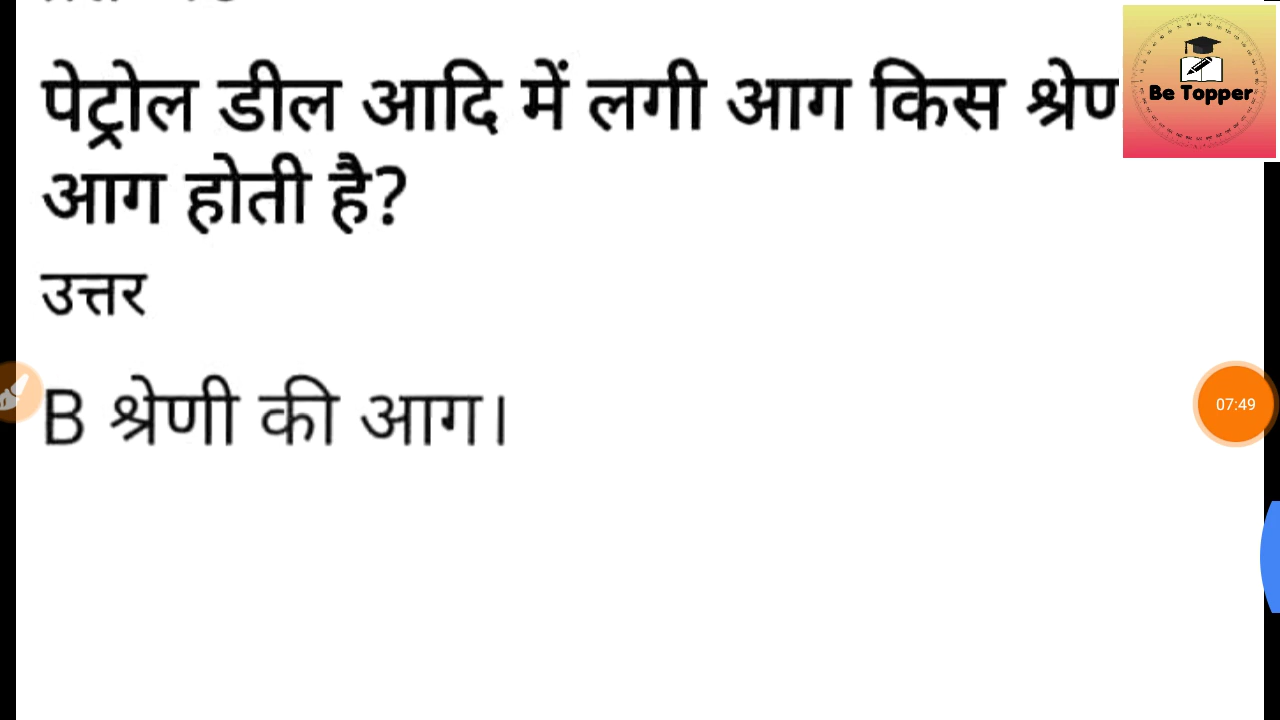 पेट्रोल डील आदि में लगी आग किस
आग होती है?
उत्तर
B श्रेणी की आग।
Be Topper
07:49